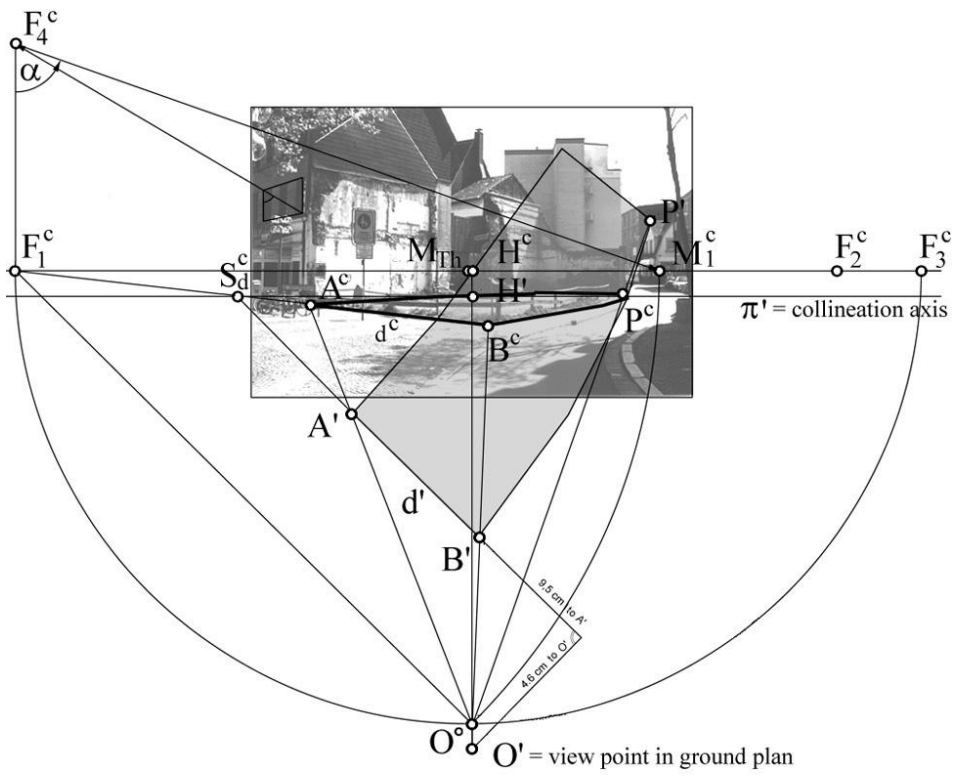 F₄ᶜ
α
P'
F₁ᶜ
M_Th
Hᶜ
M₁ᶜ
F₂ᶜ
F₃ᶜ
S_dᶜ
Aᶜ
H'
Pᶜ
π' = collineation axis
dᶜ
Bᶜ
A'
d'
B'
9,5 cm to A'
4.6 cm to O'
O°
O' = view point in ground plan